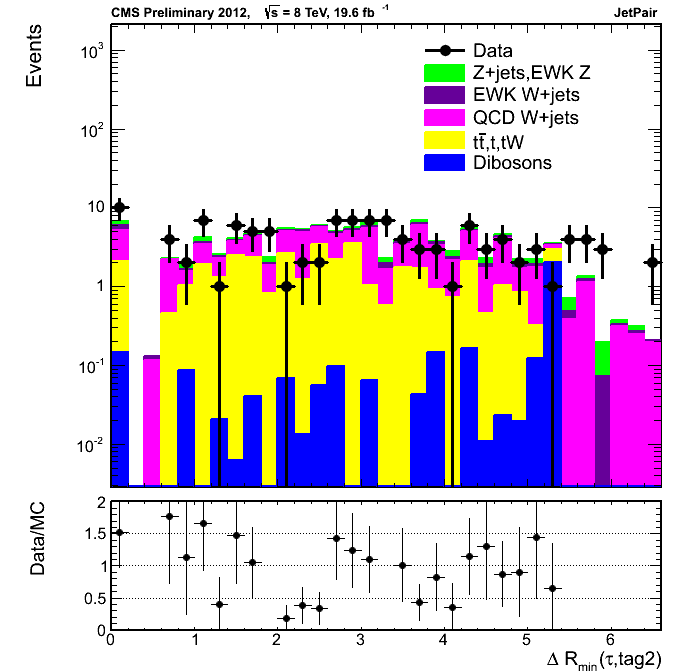 CMS Preliminary 2012, √s = 8 TeV, 19.6 fb⁻¹ JetPair
Events
10³
10²
10
1
10⁻¹
10⁻²
Data
Z+jets,EWK Z
EWK W+jets
QCD W+jets
tt̄,t,tW
Dibosons
Data/MC
2
1.5
1
0.5
0
0 1 2 3 4 5 6
Δ R_min(τ,tag2)